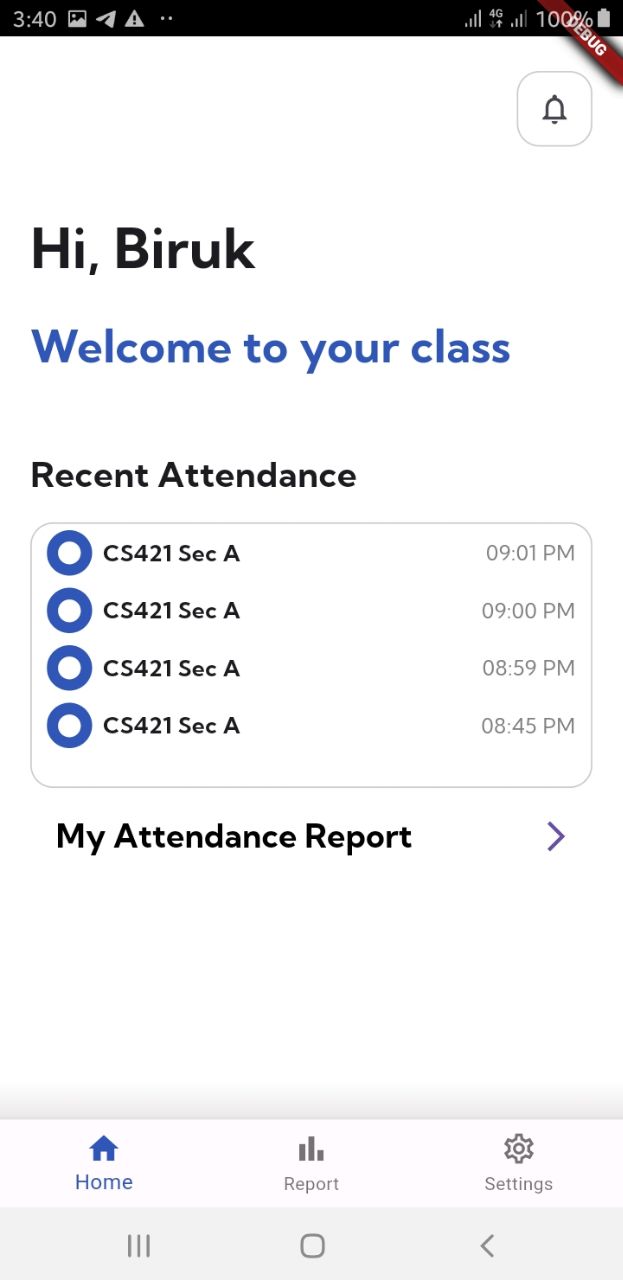 3:40 4G 100%
DEBUG
Hi, Biruk
Welcome to your class
Recent Attendance
CS421 Sec A 09:01 PM
CS421 Sec A 09:00 PM
CS421 Sec A 08:59 PM
CS421 Sec A 08:45 PM
My Attendance Report
Home Report Settings